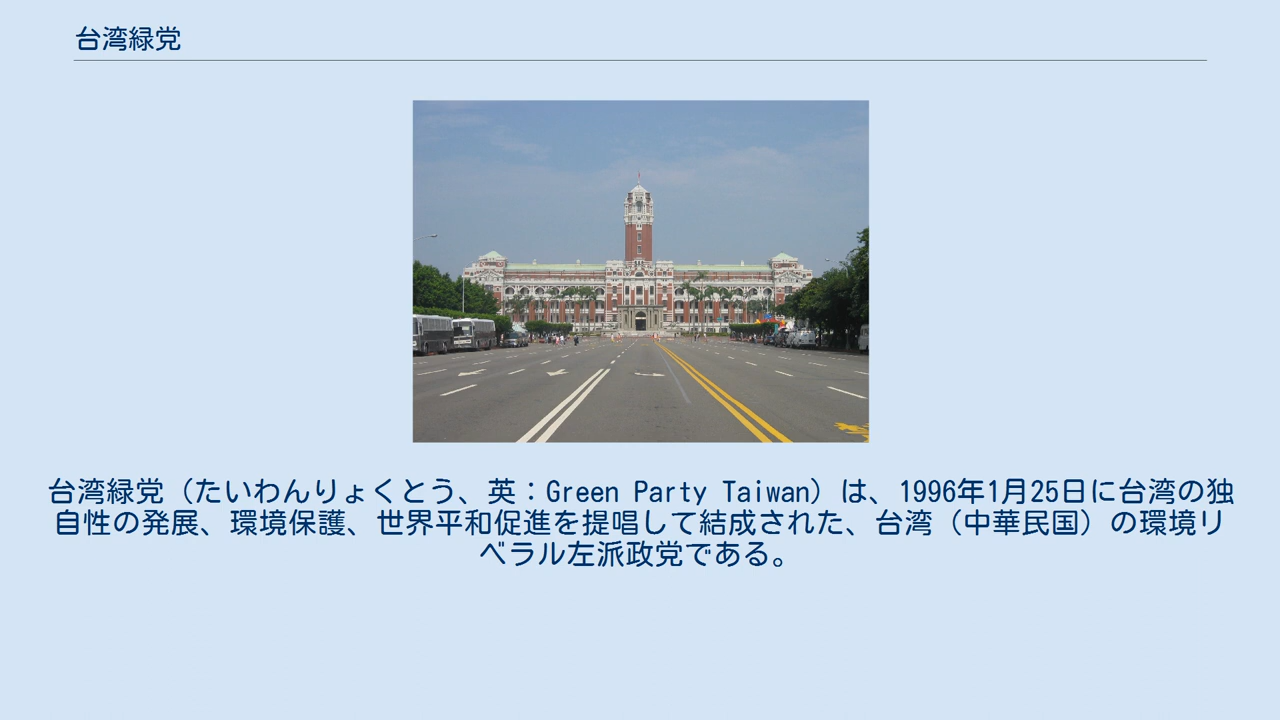 台湾緑党
台湾緑党（たいわんりょくとう、英：Green Party Taiwan）は、1996年1月25日に台湾の独
自性の発展、環境保護、世界平和促進を提唱して結成された、台湾（中華民国）の環境リ
ベラル左派政党である。